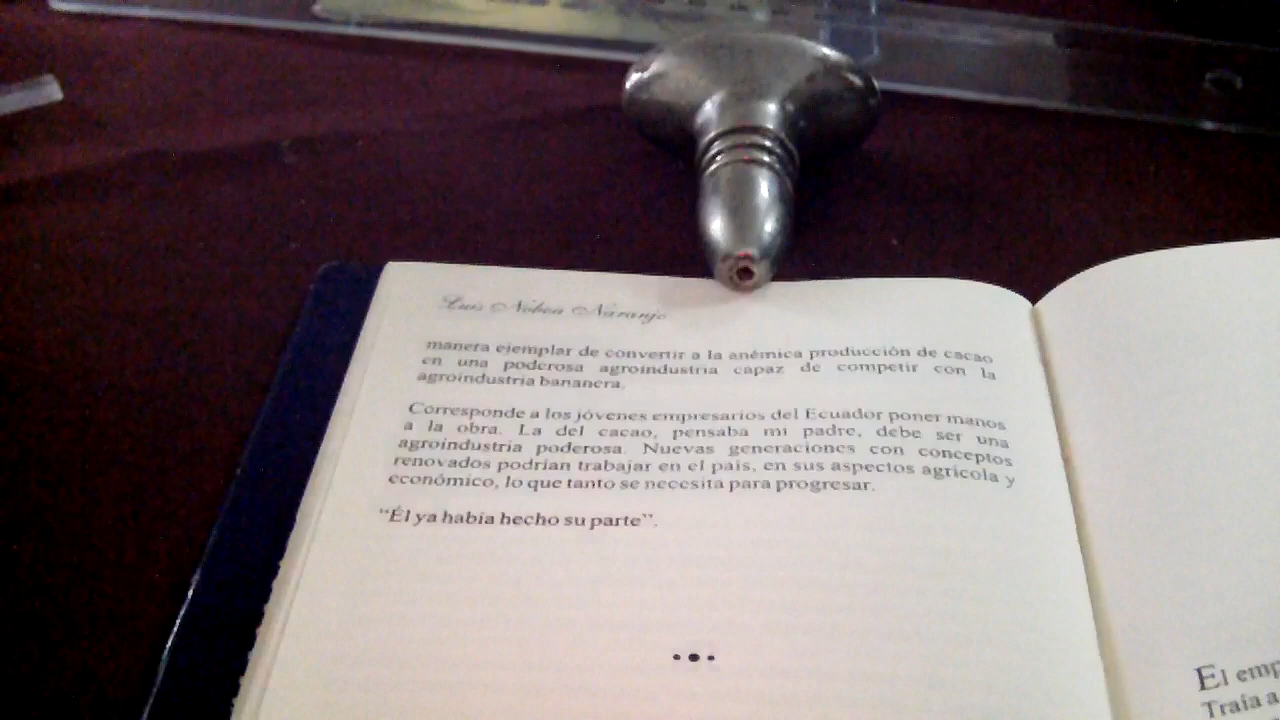 Luis Noboa Naranjo
manera ejemplar de convertir a la anémica producción de cacao
en una poderosa agroindustria capaz de competir con la
agroindustria bananera.
Corresponde a los jóvenes empresarios del Ecuador poner manos
a la obra. La del cacao, pensaba mi padre, debe ser una
agroindustria poderosa. Nuevas generaciones con conceptos
renovados podrían trabajar en el país, en sus aspectos agrícola y
económico, lo que tanto se necesita para progresar.
“Él ya había hecho su parte”.
El emp
Traía a